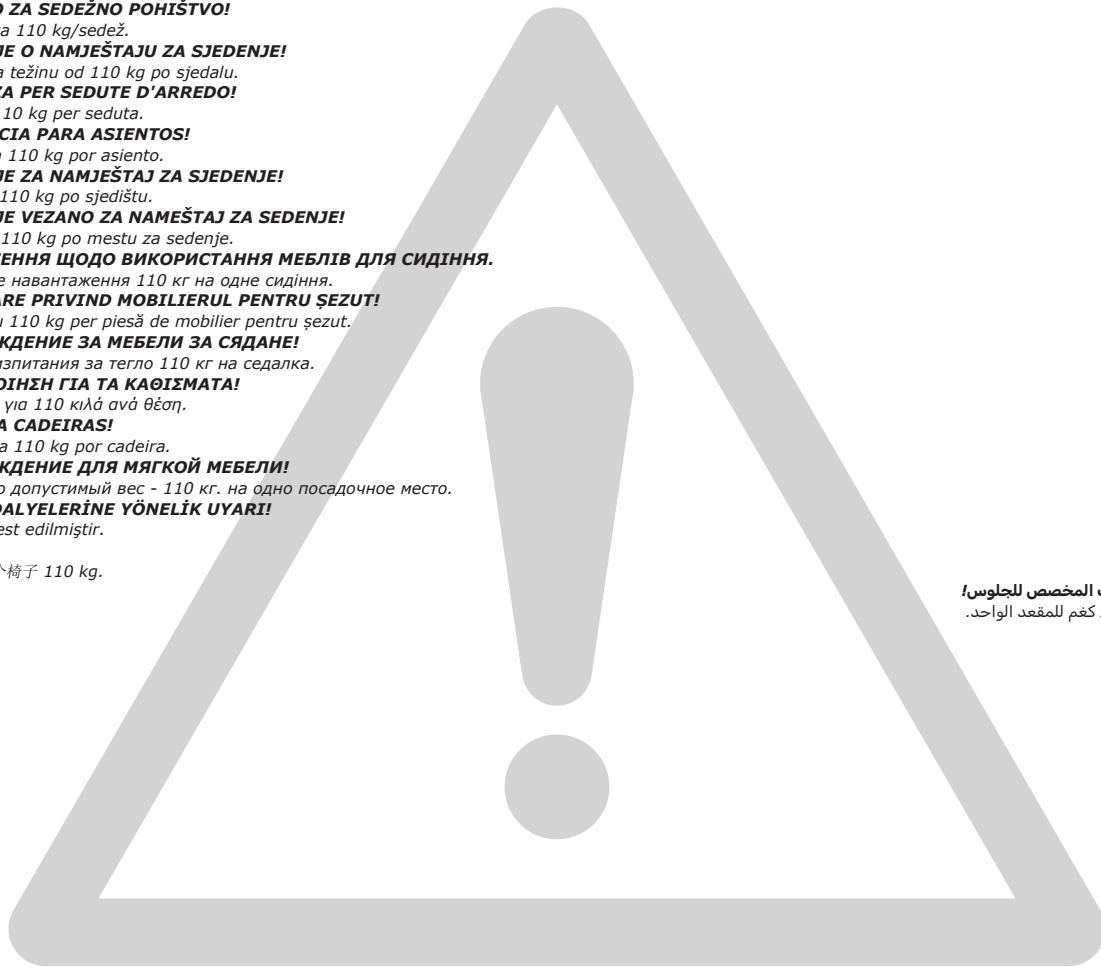 O ZA SEDEŽNO POHIŠTVO!
a 110 kg/sedež.
JE O NAMJEŠTAJU ZA SJEDENJE!
a težinu od 110 kg po sjedalu.
ZA PER SEDUTE D'ARREDO!
110 kg per seduta.
CIA PARA ASIENTOS!
a 110 kg por asiento.
JE ZA NAMJEŠTAJ ZA SJEDENJE!
110 kg po sjedištu.
JE VEZANO ZA NAMEŠTAJ ZA SEDENJE!
110 kg po mestu za sedenje.
ЕННЯ ЩОДО ВИКОРИСТАННЯ МЕБЛІВ ДЛЯ СИДІННЯ.
е навантаження 110 кг на одне сидіння.
ARE PRIVIND MOBILIERUL PENTRU ȘEZUT!
u 110 kg per piesă de mobilier pentru șezut.
ЖДЕНИЕ ЗА МЕБЕЛИ ЗА СЯДАНЕ!
изпитания за тегло 110 кг на седалка.
ΟΙΗΣΗ ΓΙΑ ΤΑ ΚΑΘΙΣΜΑΤΑ!
για 110 κιλά ανά θέση.
A CADEIRAS!
a 110 kg por cadeira.
ЖДЕНИЕ ДЛЯ МЯГКОЙ МЕБЕЛИ!
о допустимый вес - 110 кг. на одно посадочное место.
DALYELERİNE YÖNELİK UYARI!
est edilmiştir.
个椅子 110 kg.
المخصص للجلوس!
كغم للمقعد الواحد.